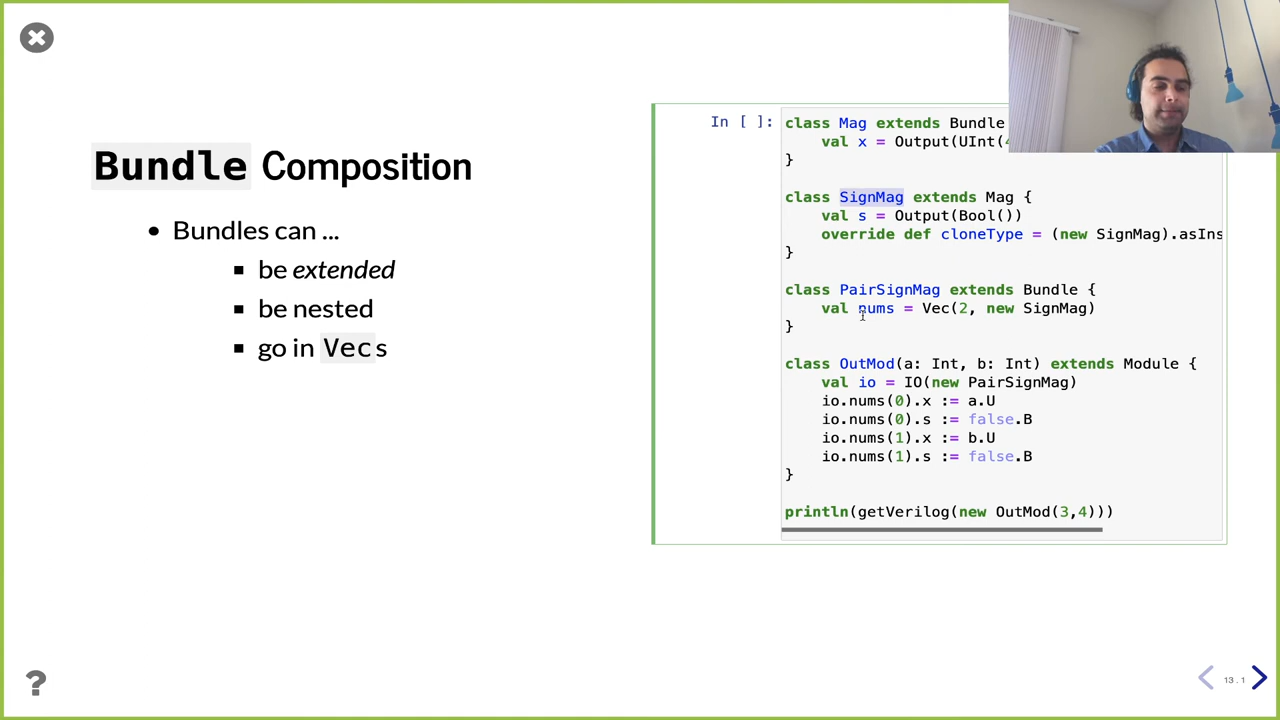 Bundle Composition
Bundles can ...
be extended
be nested
go in Vecs
In [ ]:
class Mag extends Bundle
val x = Output(UInt(
}
class SignMag extends Mag {
val s = Output(Bool())
override def cloneType = (new SignMag).asIns
}
class PairSignMag extends Bundle {
val nums = Vec(2, new SignMag)
}
class OutMod(a: Int, b: Int) extends Module {
val io = IO(new PairSignMag)
io.nums(0).x := a.U
io.nums(0).s := false.B
io.nums(1).x := b.U
io.nums(1).s := false.B
}
println(getVerilog(new OutMod(3,4)))
?
13.1